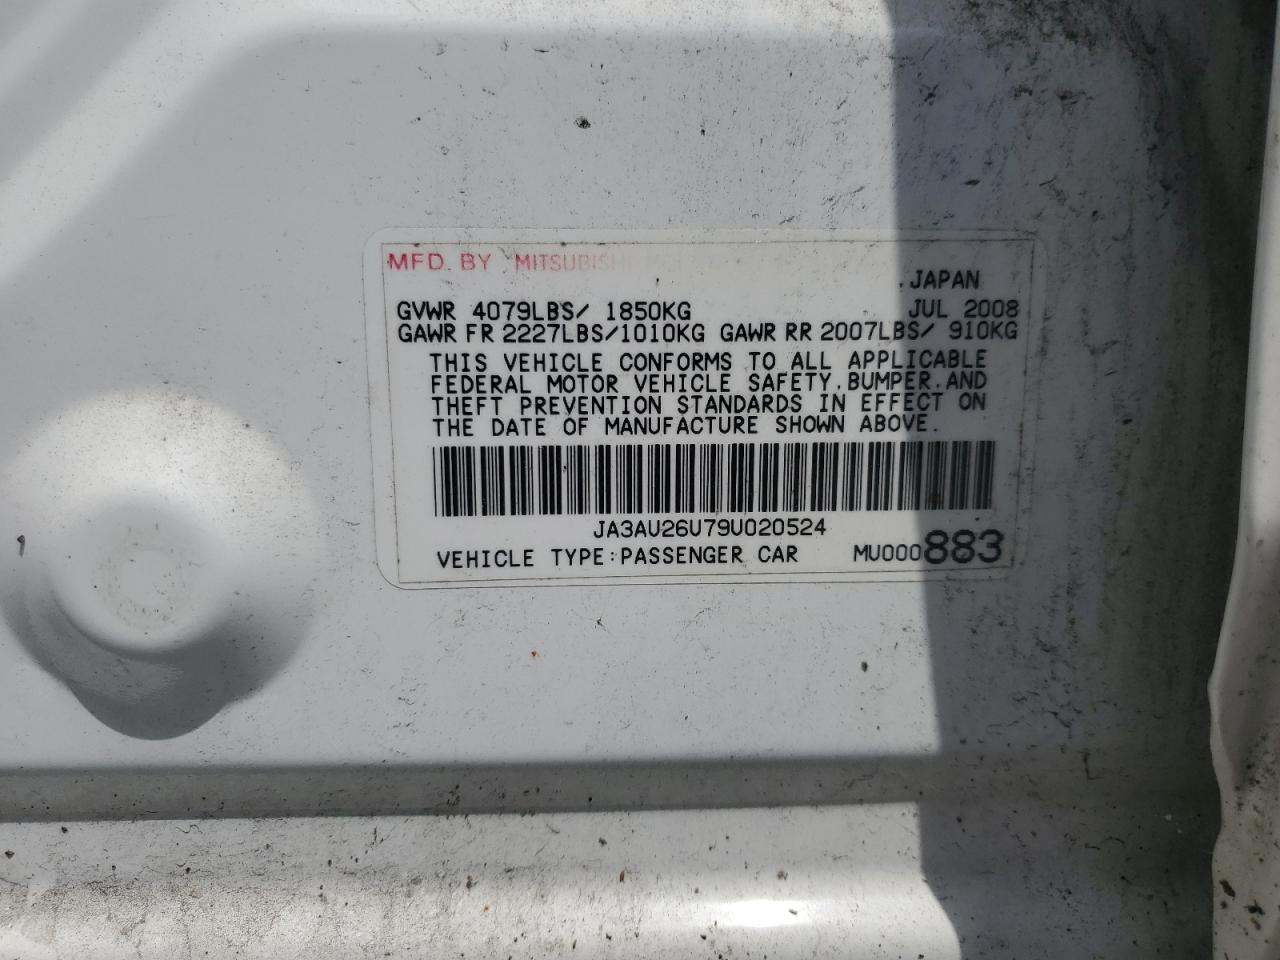 MFD. BY MITSUBISHI
. JAPAN
GVWR 4079LBS/ 1850KG JUL 2008
GAWR FR 2227LBS/1010KG GAWR RR 2007LBS/ 910KG
THIS VEHICLE CONFORMS TO ALL APPLICABLE
FEDERAL MOTOR VEHICLE SAFETY.BUMPER.AND
THEFT PREVENTION STANDARDS IN EFFECT ON
THE DATE OF MANUFACTURE SHOWN ABOVE.
JA3AU26U79U020524
VEHICLE TYPE:PASSENGER CAR MU000883